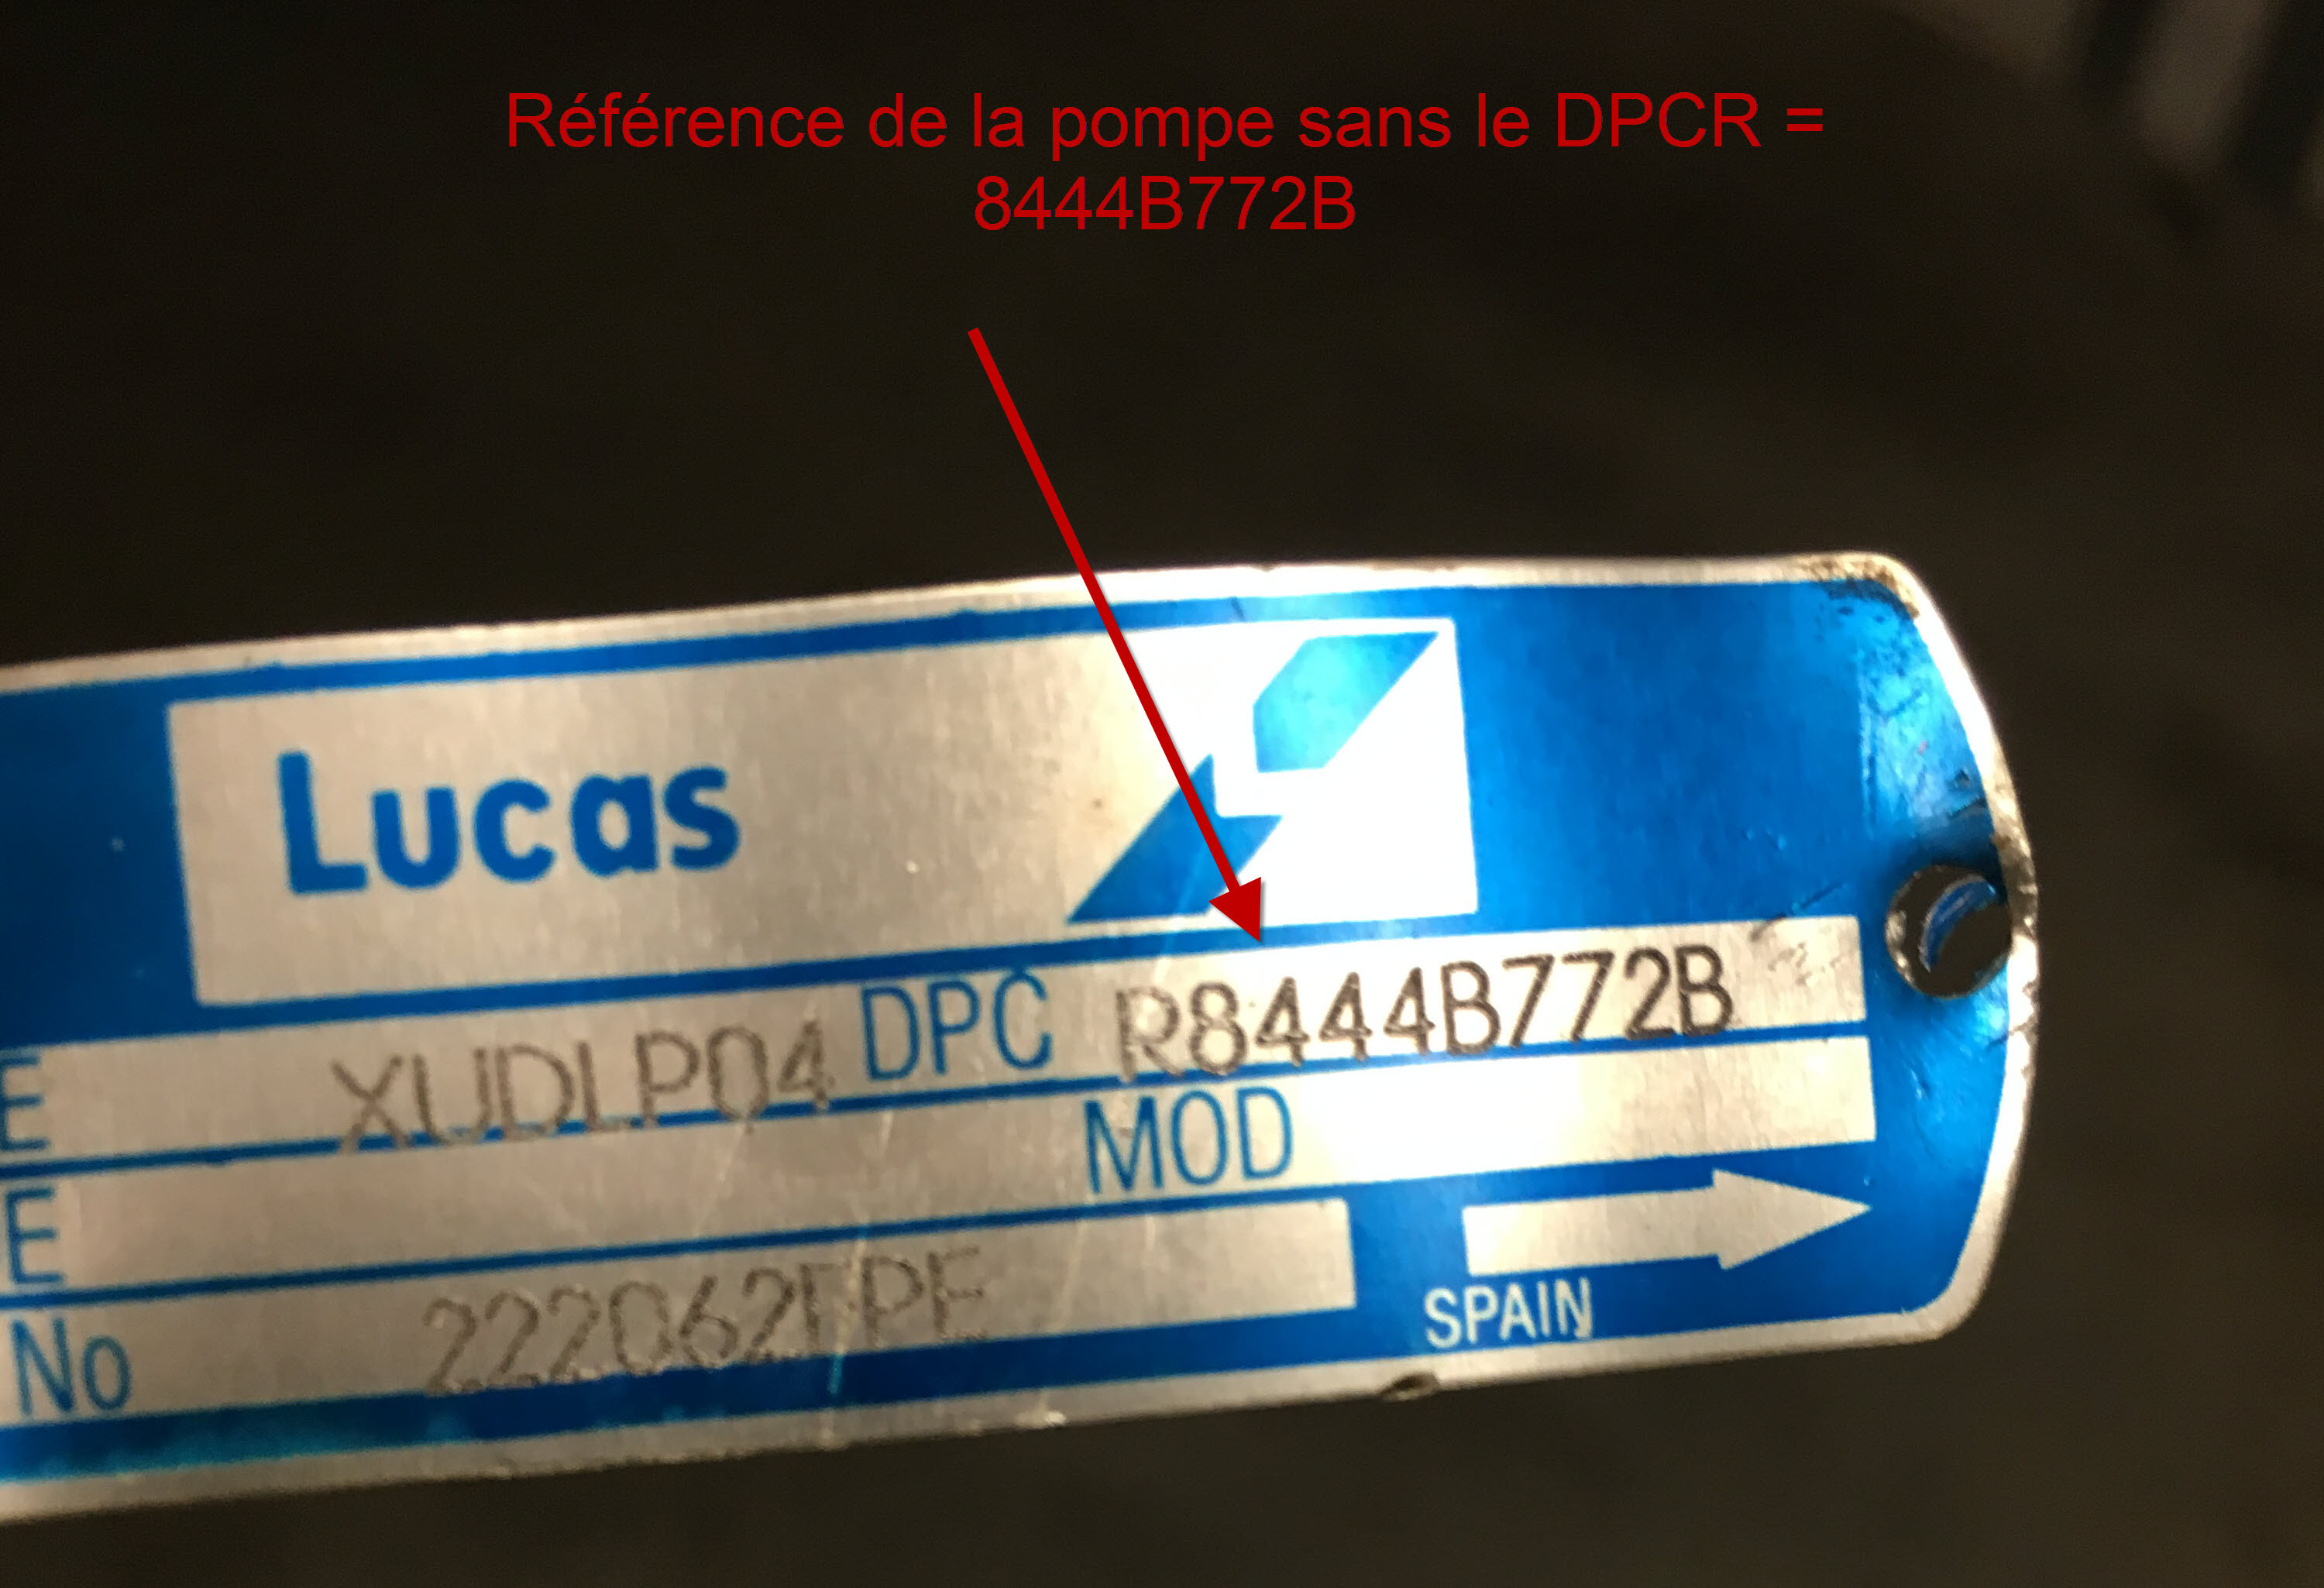 Référence de la pompe sans le DPCR =
8444B772B
Lucas
E XUDLP04 DPC R8444B772B
E MOD
No 222062FPE
SPAIN